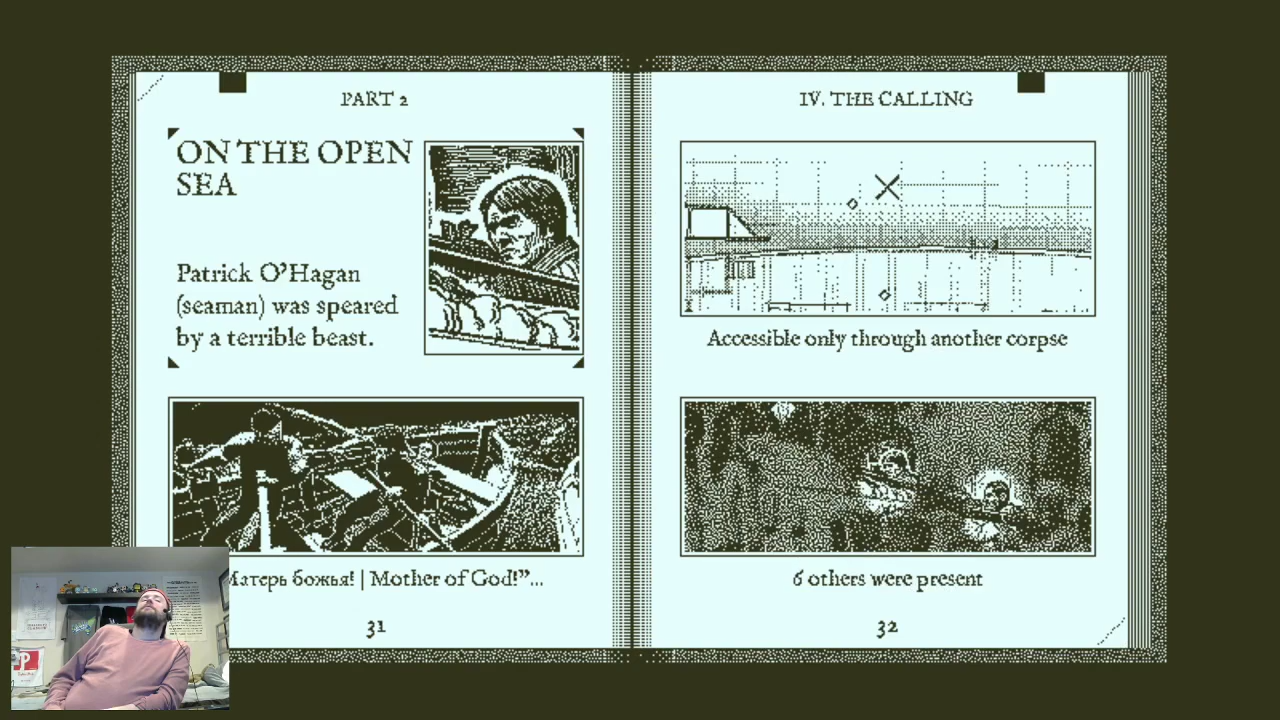 PART 2
ON THE OPEN
SEA
Patrick O'Hagan
(seaman) was speared
by a terrible beast.
Матерь божья! | Mother of God!”...
31
IV. THE CALLING
Accessible only through another corpse
6 others were present
32